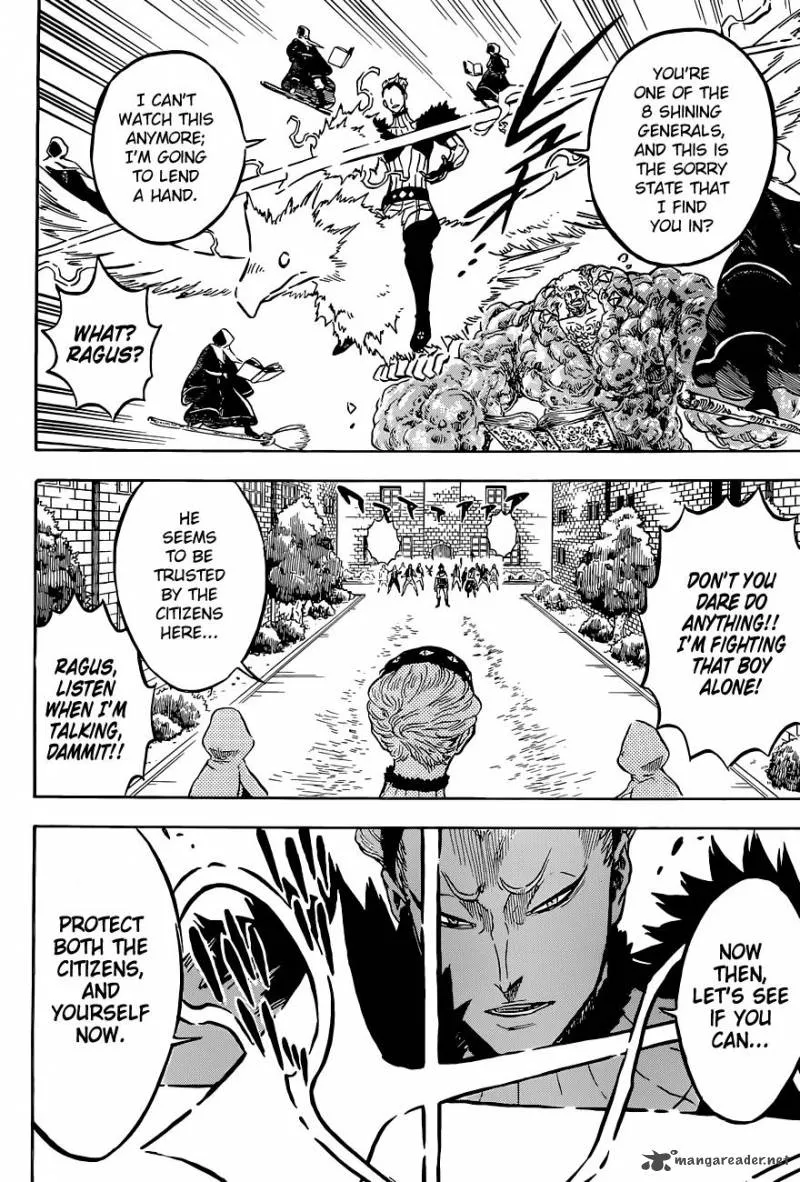 YOU'RE
ONE OF THE
8 SHINING
GENERALS,
AND THIS IS
THE SORRY
STATE THAT
I FIND
YOU IN?
I CAN'T
WATCH THIS
ANYMORE;
I'M GOING
TO LEND
A HAND.
WHAT?
RAGUS?
DON'T YOU
DARE DO
ANYTHING!!
I'M FIGHTING
THAT BOY
ALONE!
HE
SEEMS
TO BE
TRUSTED
BY THE
CITIZENS
HERE...
RAGUS,
LISTEN
WHEN I'M
TALKING,
DAMMIT!!
NOW
THEN,
LET'S SEE
IF YOU
CAN...
PROTECT
BOTH THE
CITIZENS,
AND
YOURSELF
NOW.
mangareader.net